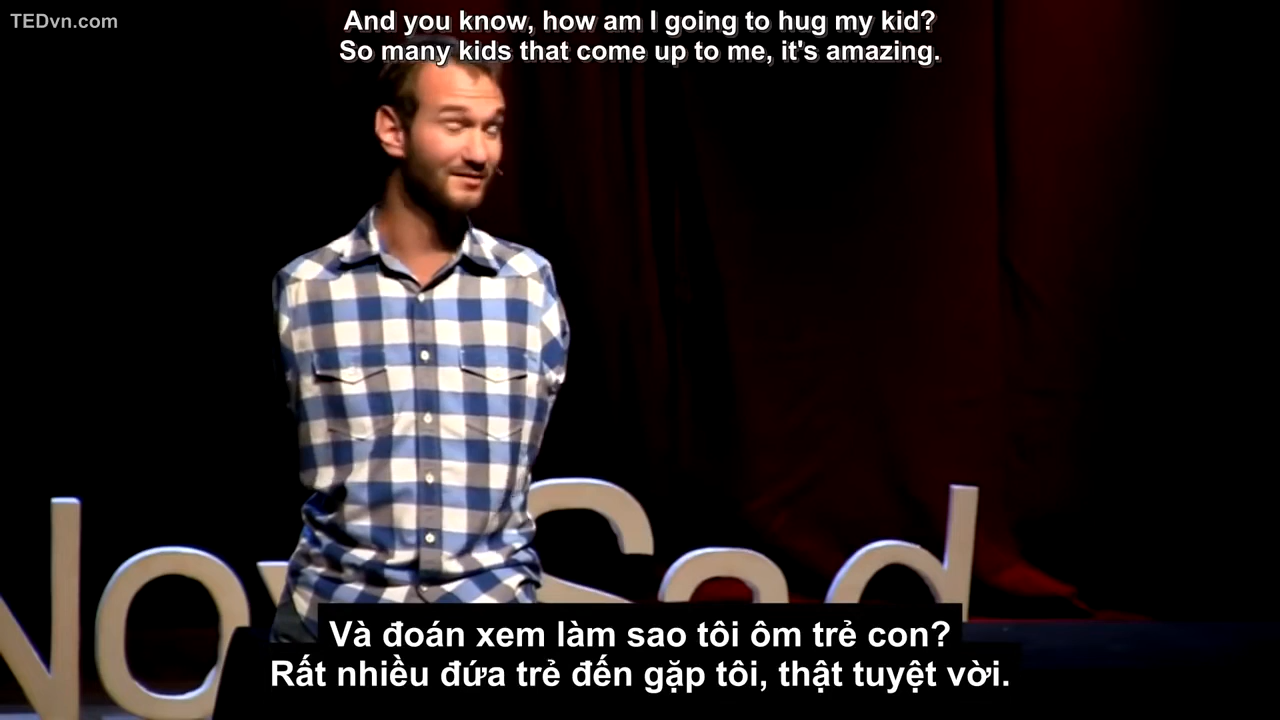 TEDvn.com
And you know, how am I going to hug my kid?
So many kids that come up to me, it's amazing.
Novi Sad
Và đoán xem làm sao tôi ôm trẻ con?
Rất nhiều đứa trẻ đến gặp tôi, thật tuyệt vời.